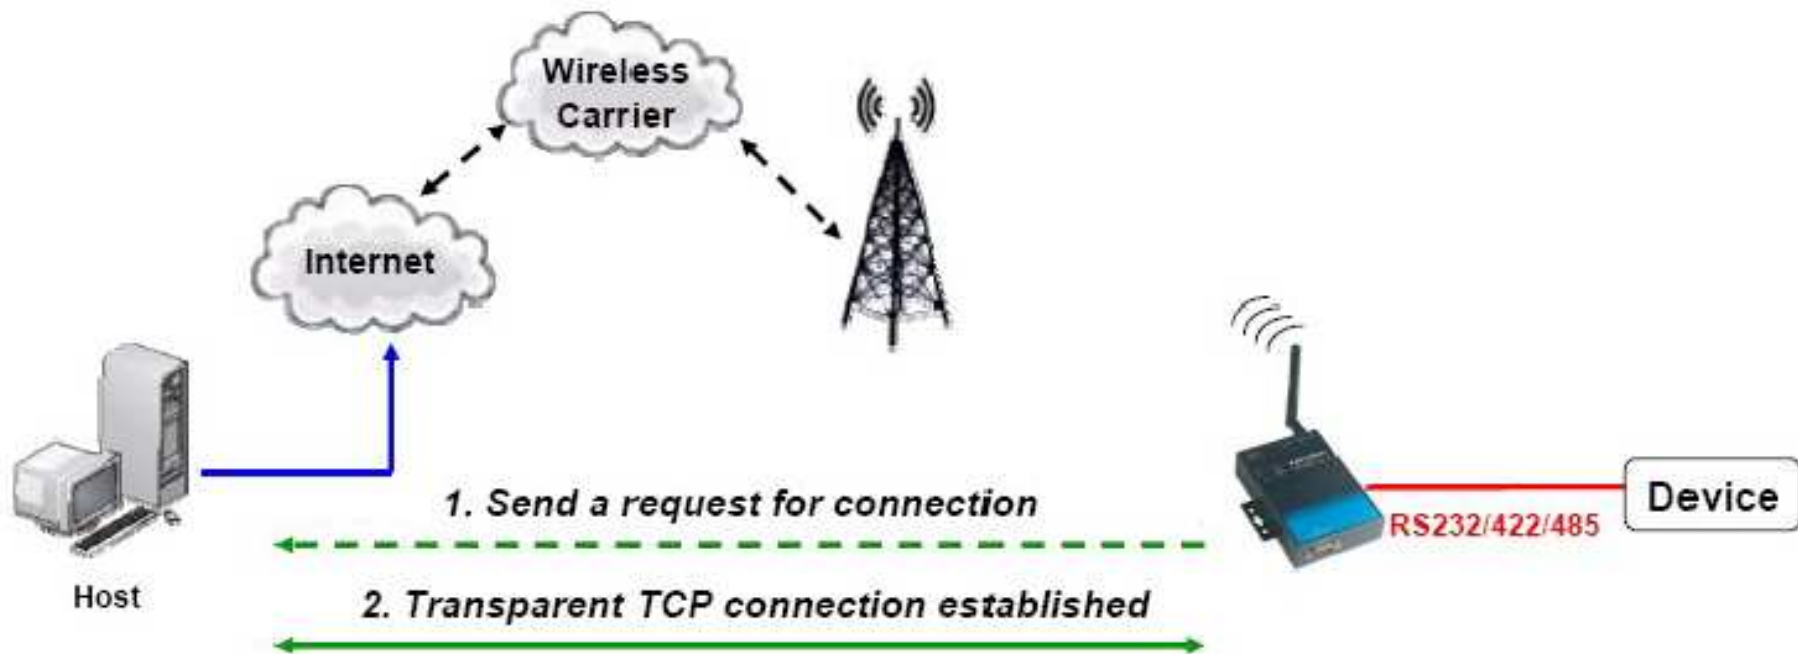 Wireless
Carrier
Internet
1. Send a request for connection
RS232/422/485
Device
Host
2. Transparent TCP connection established